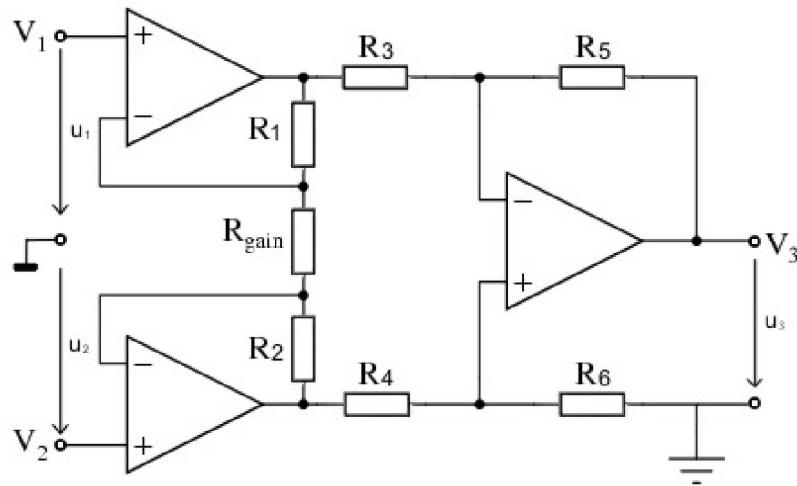 V1
+
R3
R5
u1
−
R1
Rgain
−
V3
+
u2
−
R2
u3
R4
R6
V2
+